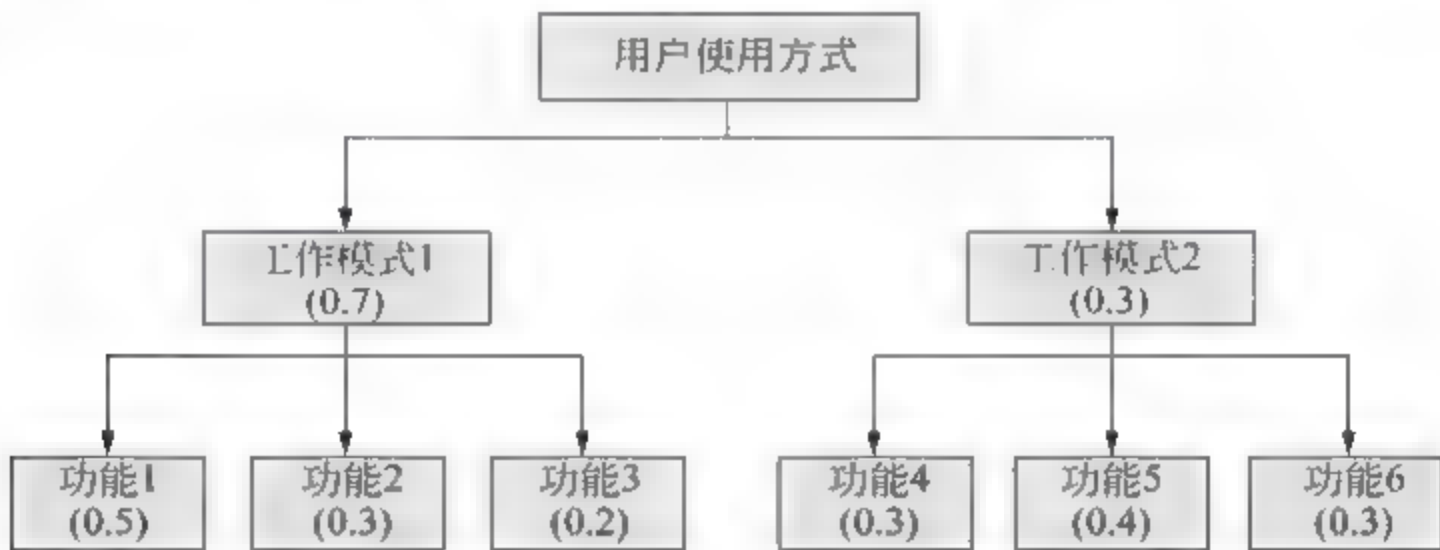 用户使用方式
工作模式1
(0.7)
工作模式2
(0.3)
功能1
(0.5)
功能2
(0.3)
功能3
(0.2)
功能4
(0.3)
功能5
(0.4)
功能6
(0.3)